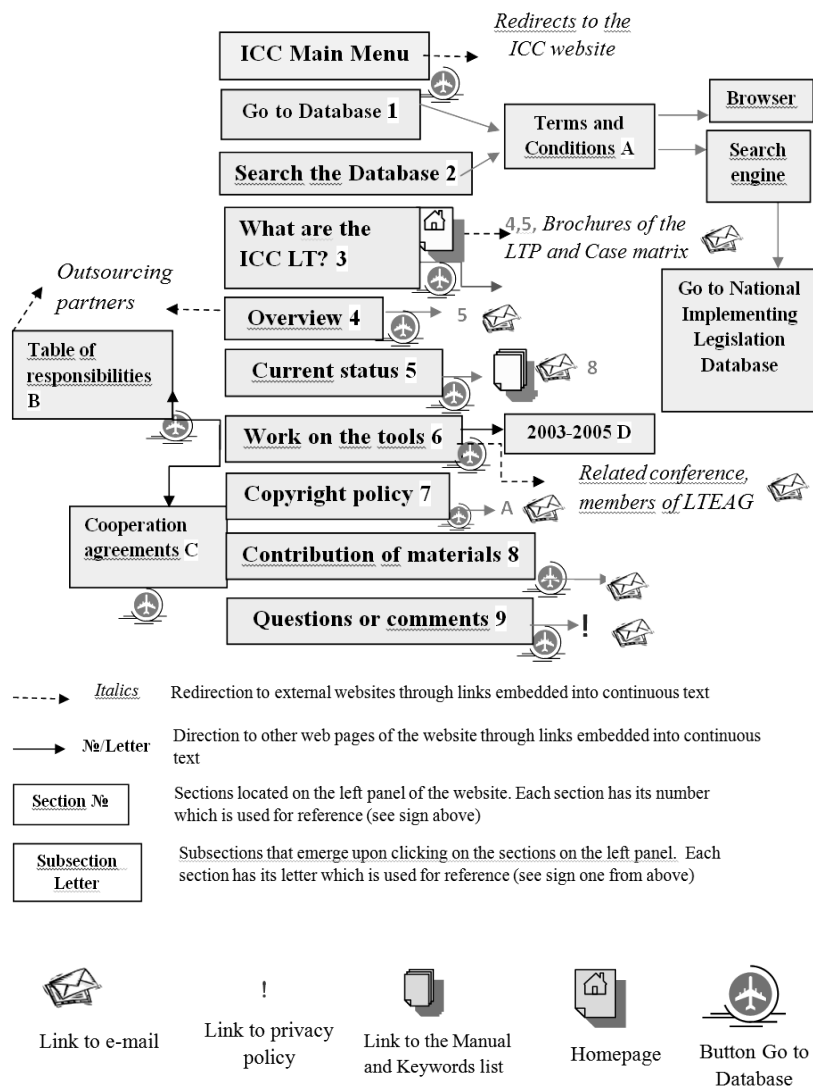 Redirects to the
ICC website
ICC Main Menu
Go to Database 1
Search the Database 2
Terms and
Conditions A
Browser
Search
engine
What are the
ICC LT? 3
4,5, Brochures of the
LTP and Case matrix
Go to National
Implementing
Legislation
Database
Outsourcing
partners
Overview 4
5
Table of
responsibilities
B
Current status 5
8
Work on the tools 6
2003-2005 D
Related conference,
members of LTEAG
Copyright policy 7
A
Cooperation
agreements C
Contribution of materials 8
Questions or comments 9
!
Italics
Redirection to external websites through links embedded into continuous text
№/Letter
Direction to other web pages of the website through links embedded into continuous
text
Section №
Sections located on the left panel of the website. Each section has its number
which is used for reference (see sign above)
Subsection
Letter
Subsections that emerge upon clicking on the sections on the left panel. Each
section has its letter which is used for reference (see sign one from above)
!
Link to e-mail
Link to privacy
policy
Link to the Manual
and Keywords list
Homepage
Button Go to
Database